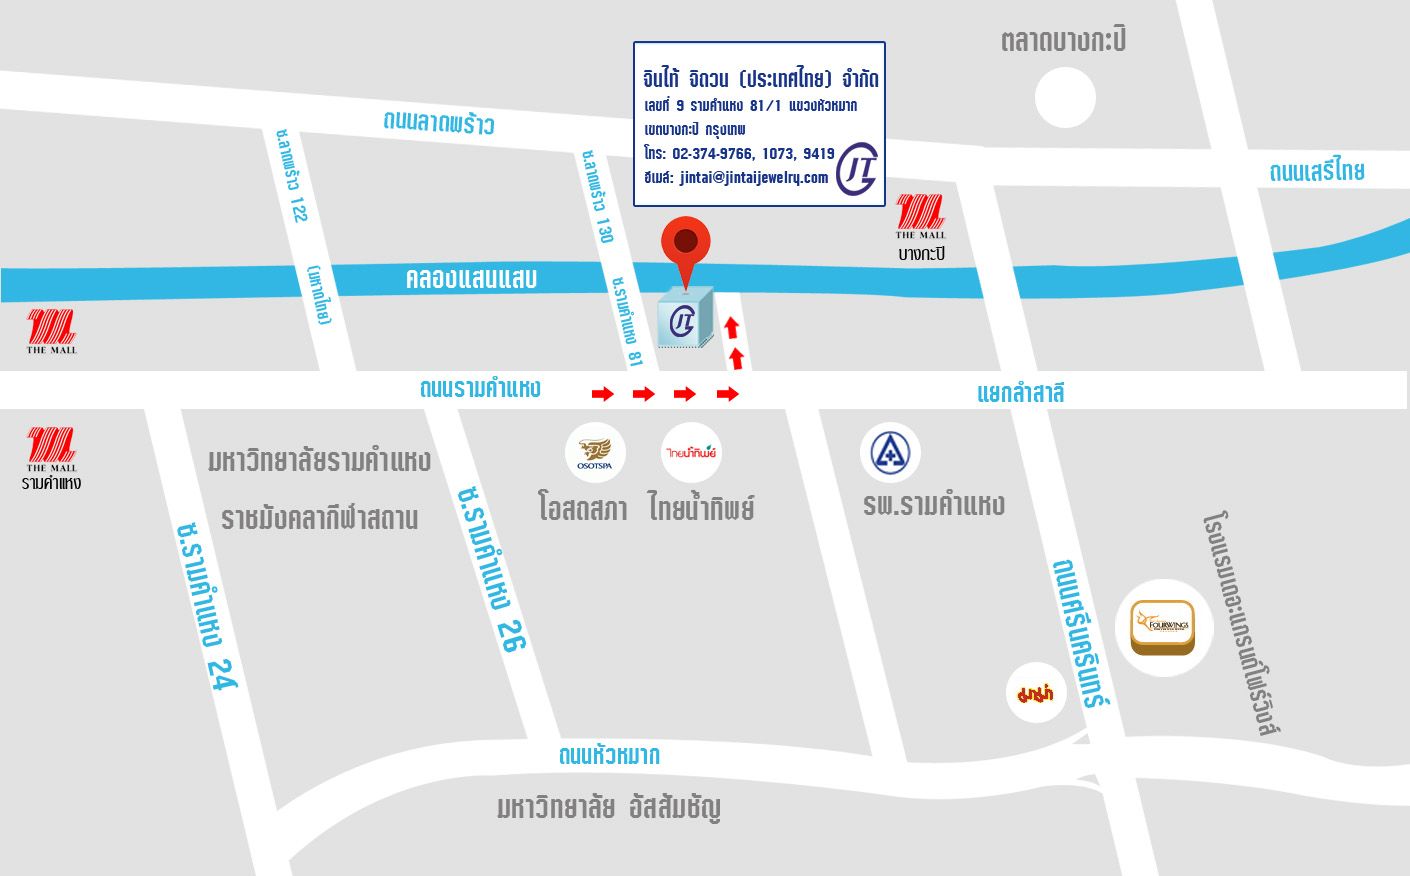 ตลาดบางกะปิ
จินไท้ จิดวน (ประเทศไทย) จำกัด
เลขที่ 9 รามคำแหง 81/1 แขวงหัวหมาก
เขตบางกะปิ กรุงเทพ
โทร: 02-374-9766, 1073, 9419
อีเมล์: jintai@jintaijewelry.com
JT
ถนนลาดพร้าว
ซ.ลาดพร้าว 122
(มหาดไทย)
ซ.ลาดพร้าว 130
ถนนเสรีไทย
THE MALL
บางกะปิ
คลองแสนแสบ
ซ.รามคำแหง 81
JT
THE MALL
ถนนรามคำแหง
แยกลำสาลี
THE MALL
รามคำแหง
มหาวิทยาลัยรามคำแหง
ราชมังคลากีฬาสถาน
OSOTSPA
โอสถสภา
ไทยน้ำทิพย์
ไทยน้ำทิพย์
รพ.รามคำแหง
ซ.รามคำแหง 24
ซ.รามคำแหง 26
ถนนศรีนครินทร์
โรงแรมเดอะแกรนด์โฟร์วิงส์
FOURWINGS
มาม่า
ถนนหัวหมาก
มหาวิทยาลัย อัสสัมชัญ